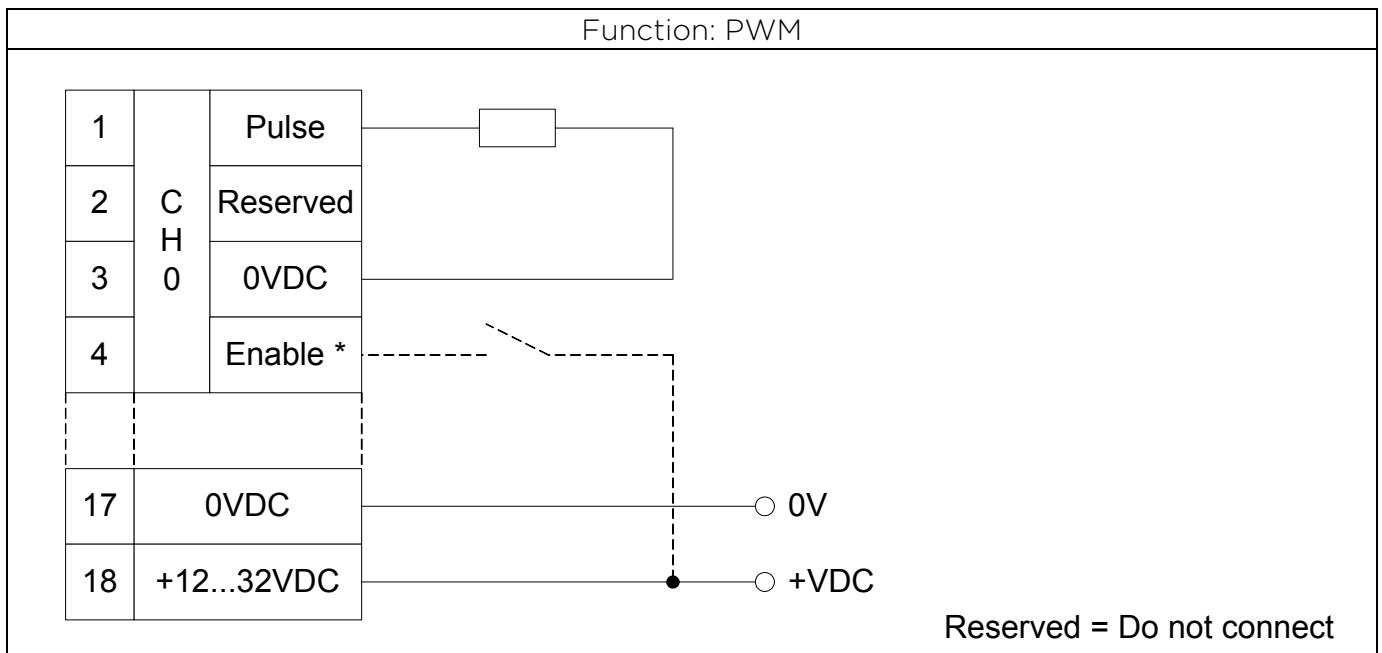 Function: PWM
1 Pulse
2 Reserved
3 0VDC
4 Enable *
C
H
0
17 0VDC 0V
18 +12...32VDC +VDC
Reserved = Do not connect